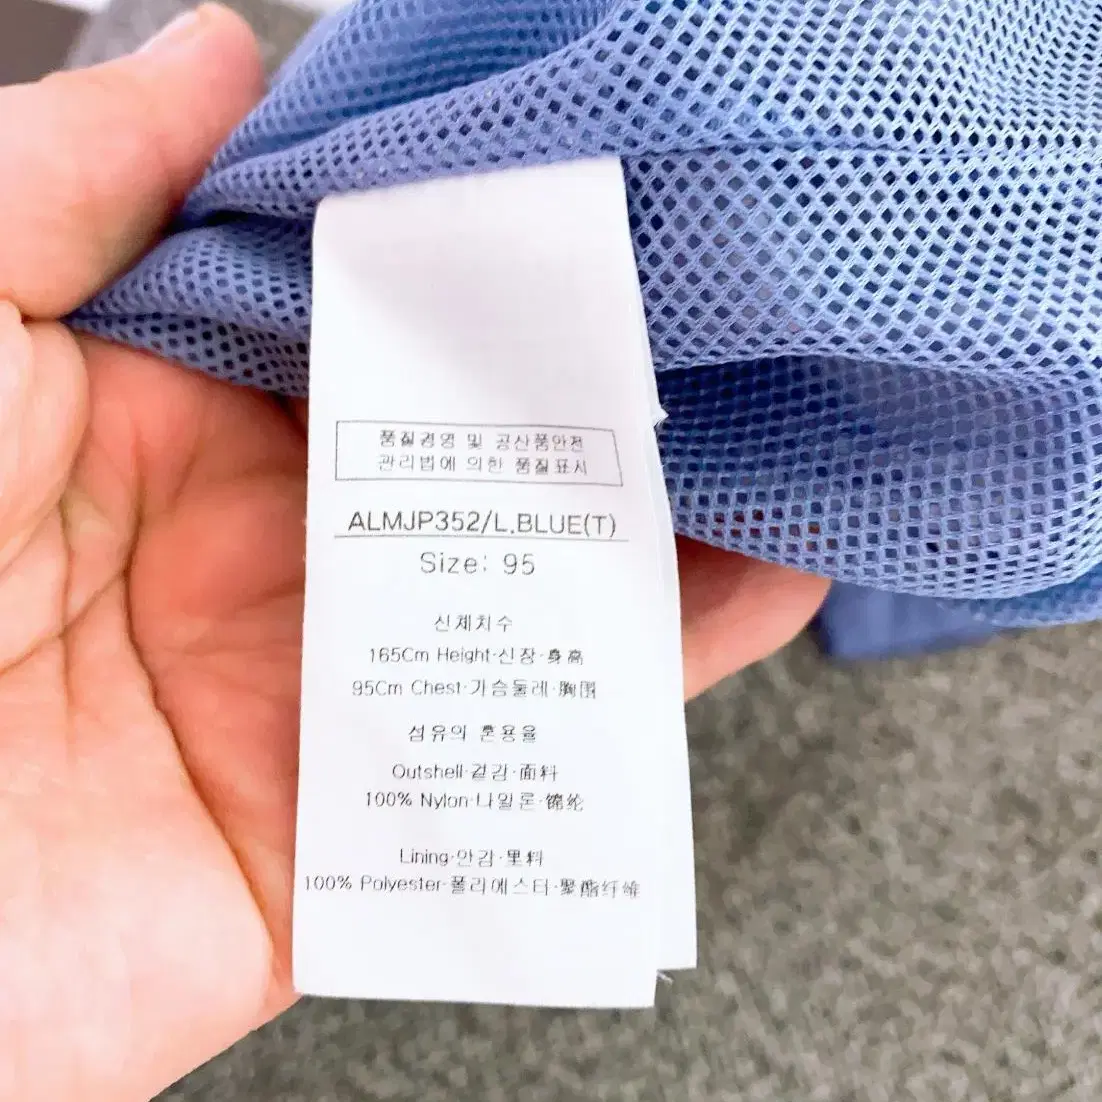 품질경영 및 공산품안전
관리법에 의한 품질표시
ALMJP352/L.BLUE(T)
Size: 95
신체치수
165Cm Height·신장·身高
95Cm Chest·가슴둘레·胸围
섬유의 혼용율
Outshell·겉감·面料
100% Nylon·나일론·锦纶
Lining·안감·里料
100% Polyester·폴리에스터·聚酯纤维